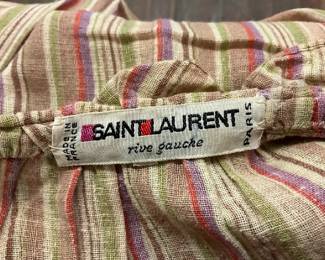 MADE IN
FRANCE
SAINT LAURENT
rive gauche
PARIS